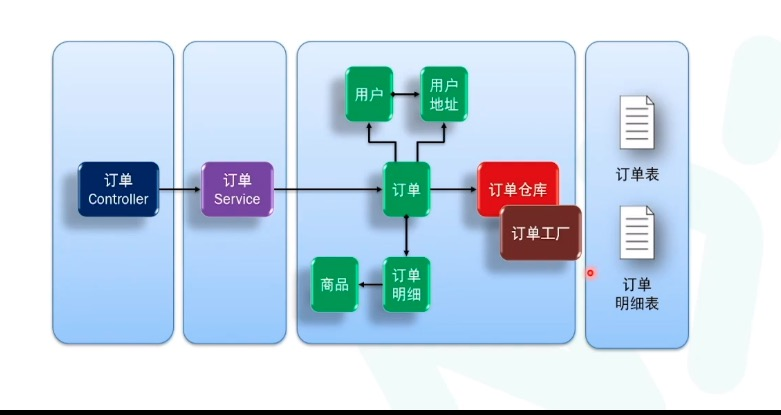 订单
Controller
订单
Service
用户
用户
地址
订单
订单仓库
订单工厂
商品
订单
明细
订单表
订单
明细表